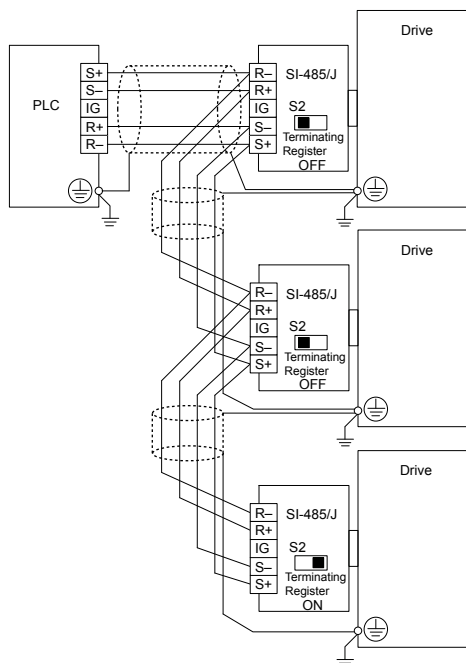 Drive
PLC
S+
S–
IG
R+
R–
R–
R+
IG
S–
S+
SI-485/J
S2
Terminating
Register
OFF
Drive
R–
R+
IG
S–
S+
SI-485/J
S2
Terminating
Register
OFF
Drive
R–
R+
IG
S–
S+
SI-485/J
S2
Terminating
Register
ON